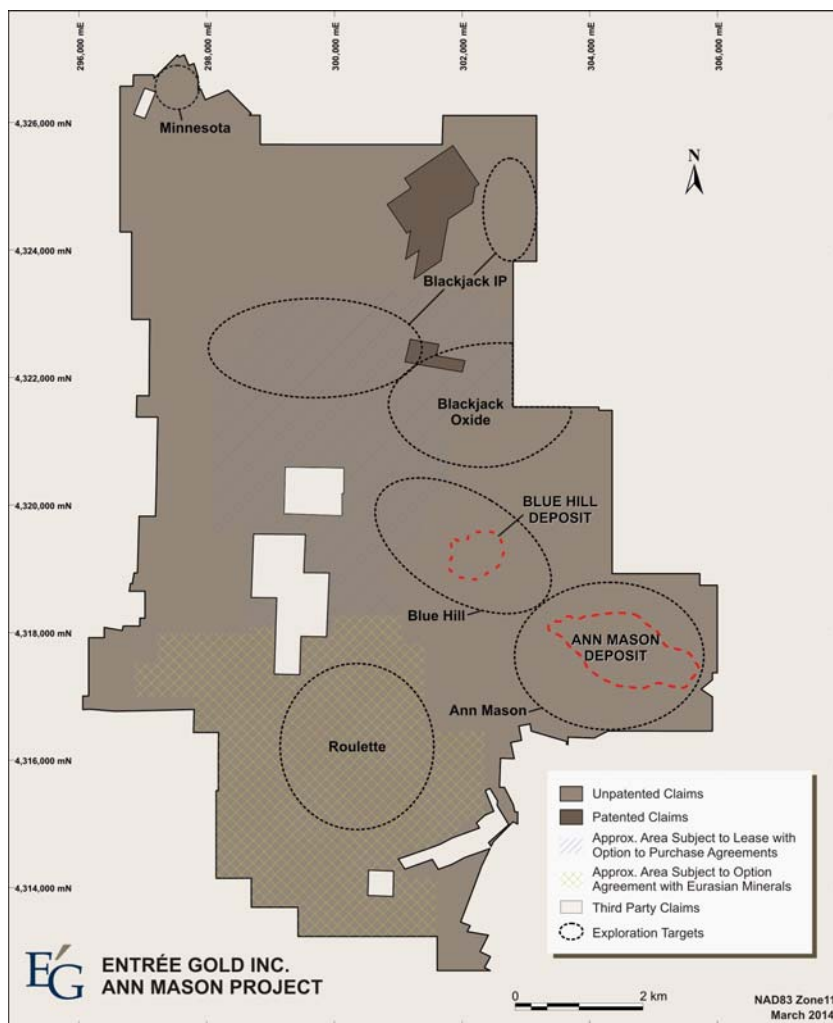 296,000 mE
298,000 mE
300,000 mE
302,000 mE
304,000 mE
306,000 mE
4,326,000 mN
Minnesota
N
4,324,000 mN
Blackjack IP
4,322,000 mN
Blackjack
Oxide
4,320,000 mN
BLUE HILL
DEPOSIT
Blue Hill
4,318,000 mN
ANN MASON
DEPOSIT
Ann Mason
Roulette
4,316,000 mN
4,314,000 mN
Unpatented Claims
Patented Claims
Approx. Area Subject to Lease with
Option to Purchase Agreements
Approx. Area Subject to Option
Agreement with Eurasian Minerals
Third Party Claims
Exploration Targets
EG
ENTRÉE GOLD INC.
ANN MASON PROJECT
0
2 km
NAD83 Zone11
March 2014